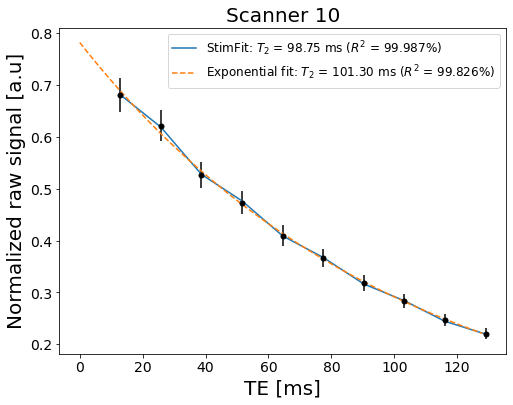 Scanner 10
StimFit: T₂ = 98.75 ms (R² = 99.987%)
Exponential fit: T₂ = 101.30 ms (R² = 99.826%)
Normalized raw signal [a.u]
0.8
0.7
0.6
0.5
0.4
0.3
0.2
0 20 40 60 80 100 120
TE [ms]